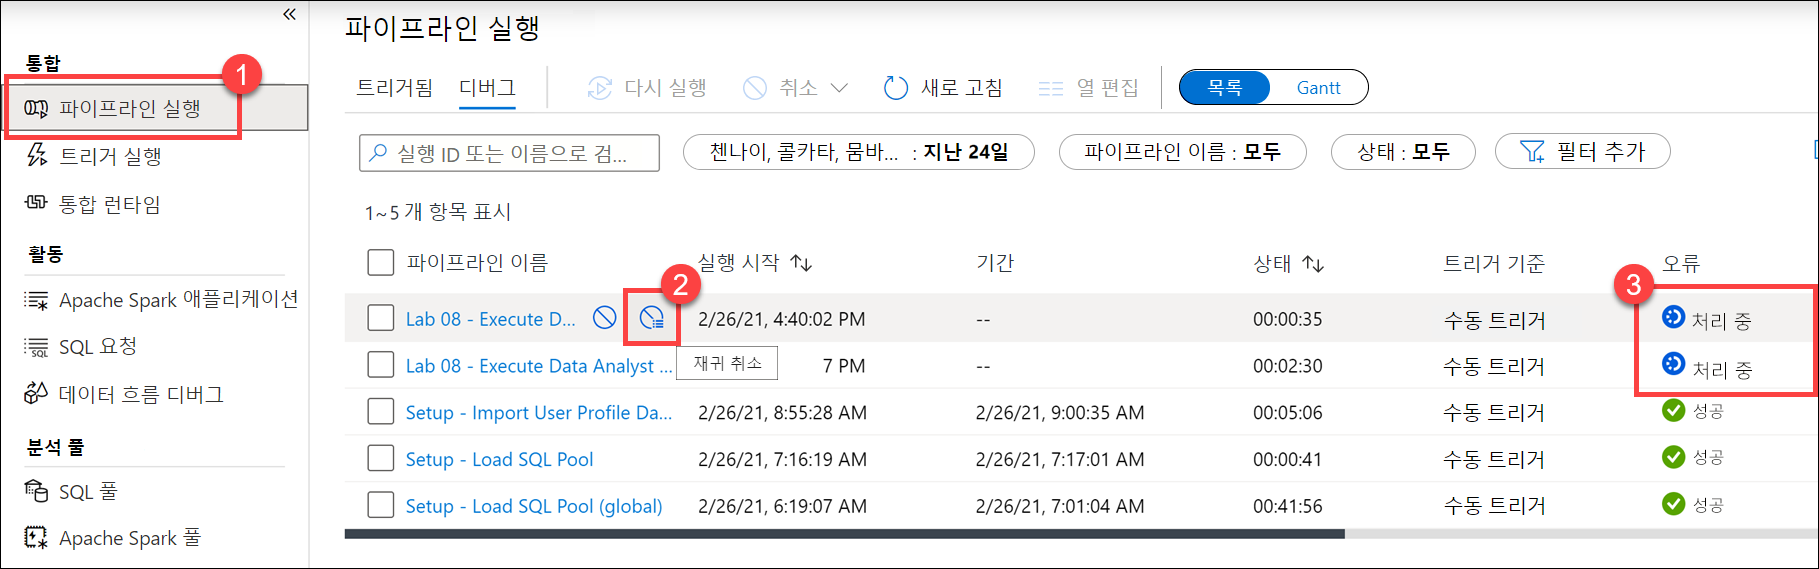 «
통합
1
파이프라인 실행
트리거 실행
통합 런타임
활동
Apache Spark 애플리케이션
SQL 요청
데이터 흐름 디버그
분석 풀
SQL 풀
Apache Spark 풀
파이프라인 실행
트리거됨 디버그 다시 실행 취소 새로 고침 열 편집 목록 Gantt
실행 ID 또는 이름으로 검... 첸나이, 콜카타, 뭄바... : 지난 24일 파이프라인 이름 : 모두 상태 : 모두 필터 추가
1~5 개 항목 표시
파이프라인 이름 실행 시작 ↑↓ 기간 상태 ↑↓ 트리거 기준 오류
2 3
Lab 08 - Execute D... 2/26/21, 4:40:02 PM -- 00:00:35 수동 트리거 처리 중
재귀 취소
Lab 08 - Execute Data Analyst ... 7 PM -- 00:02:30 수동 트리거 처리 중
Setup - Import User Profile Da... 2/26/21, 8:55:28 AM 2/26/21, 9:00:35 AM 00:05:06 수동 트리거 성공
Setup - Load SQL Pool 2/26/21, 7:16:19 AM 2/26/21, 7:17:01 AM 00:00:41 수동 트리거 성공
Setup - Load SQL Pool (global) 2/26/21, 6:19:07 AM 2/26/21, 7:01:04 AM 00:41:56 수동 트리거 성공